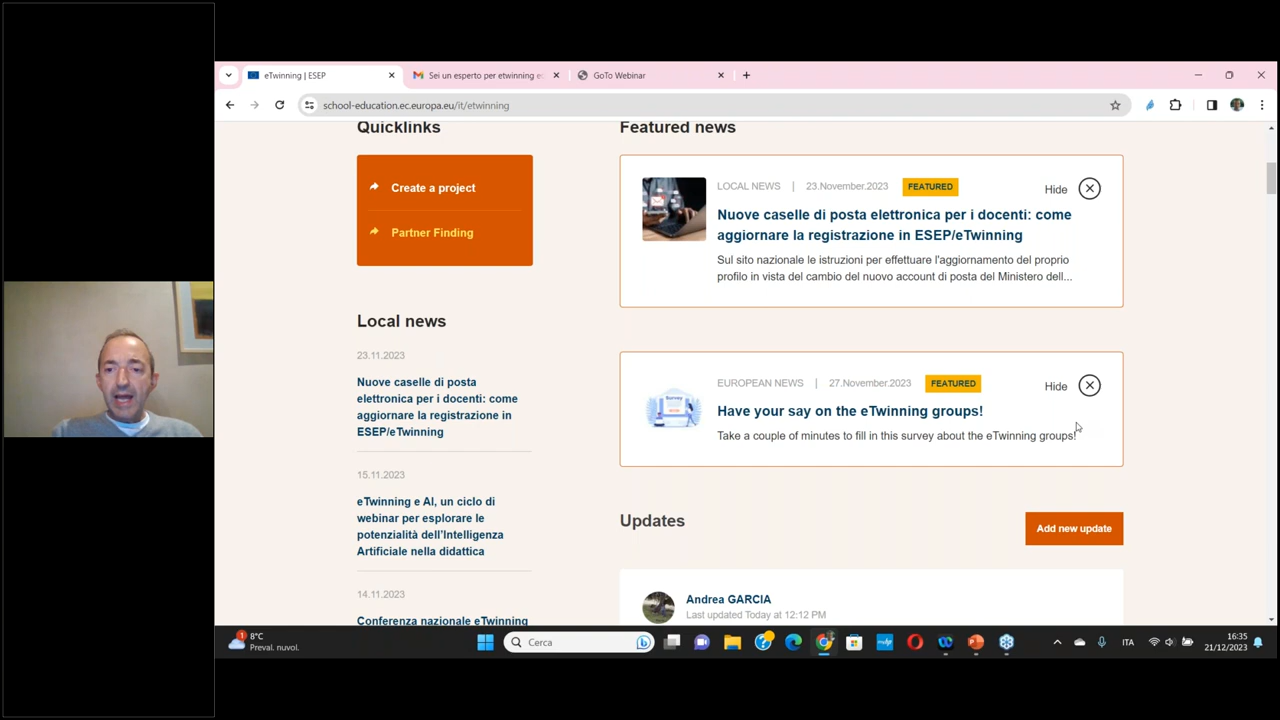 eTwinning | ESEP
Sei un esperto per etwinning e
GoTo Webinar
school-education.ec.europa.eu/it/etwinning
Quicklinks
Create a project
Partner Finding
Local news
23.11.2023
Nuove caselle di posta
elettronica per i docenti: come
aggiornare la registrazione in
ESEP/eTwinning
15.11.2023
eTwinning e AI, un ciclo di
webinar per esplorare le
potenzialità dell'Intelligenza
Artificiale nella didattica
14.11.2023
Conferenza nazionale eTwinning
Featured news
LOCAL NEWS | 23.November.2023 FEATURED
Hide
Nuove caselle di posta elettronica per i docenti: come
aggiornare la registrazione in ESEP/eTwinning
Sul sito nazionale le istruzioni per effettuare l'aggiornamento del proprio
profilo in vista del cambio del nuovo account di posta del Ministero dell...
EUROPEAN NEWS | 27.November.2023 FEATURED
Hide
Survey
Have your say on the eTwinning groups!
Take a couple of minutes to fill in this survey about the eTwinning groups!
Updates
Add new update
Andrea GARCIA
Last updated Today at 12:12 PM
1
8°C
Preval. nuvol.
Cerca
ITA
16:35
21/12/2023